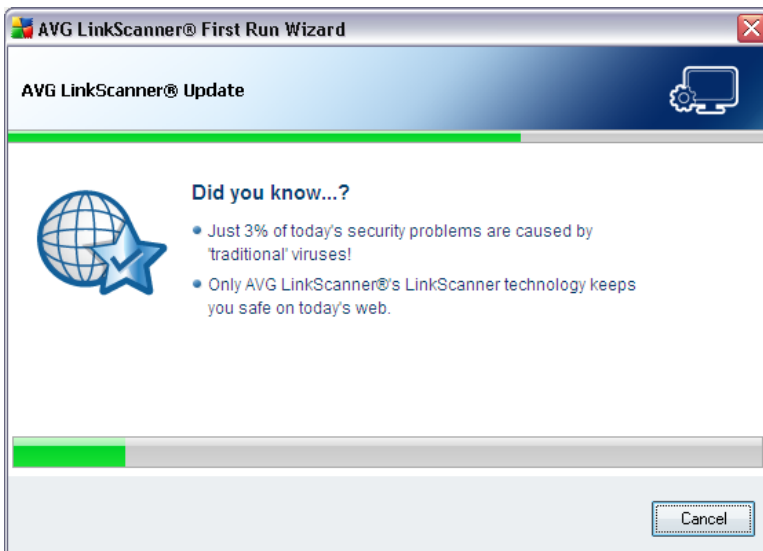 AVG LinkScanner® First Run Wizard
AVG LinkScanner® Update
Did you know...?
Just 3% of today's security problems are caused by
'traditional' viruses!
Only AVG LinkScanner®'s LinkScanner technology keeps
you safe on today's web.
Cancel